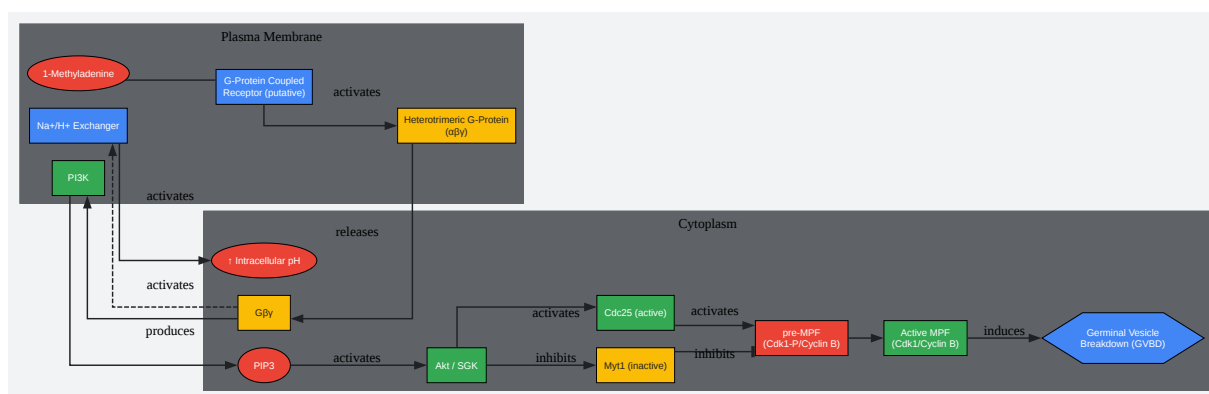 Plasma Membrane
1-Methyladenine
G-Protein Coupled
Receptor (putative)
activates
Na+/H+ Exchanger
Heterotrimeric G-Protein
(αβγ)
PI3K
activates
Cytoplasm
releases
↑ Intracellular pH
activates
Gβγ
activates
Cdc25 (active)
activates
produces
pre-MPF
(Cdk1-P/Cyclin B)
Active MPF
(Cdk1/Cyclin B)
induces
Germinal Vesicle
Breakdown (GVBD)
PIP3
activates
Akt / SGK
inhibits
Myt1 (inactive)
inhibits